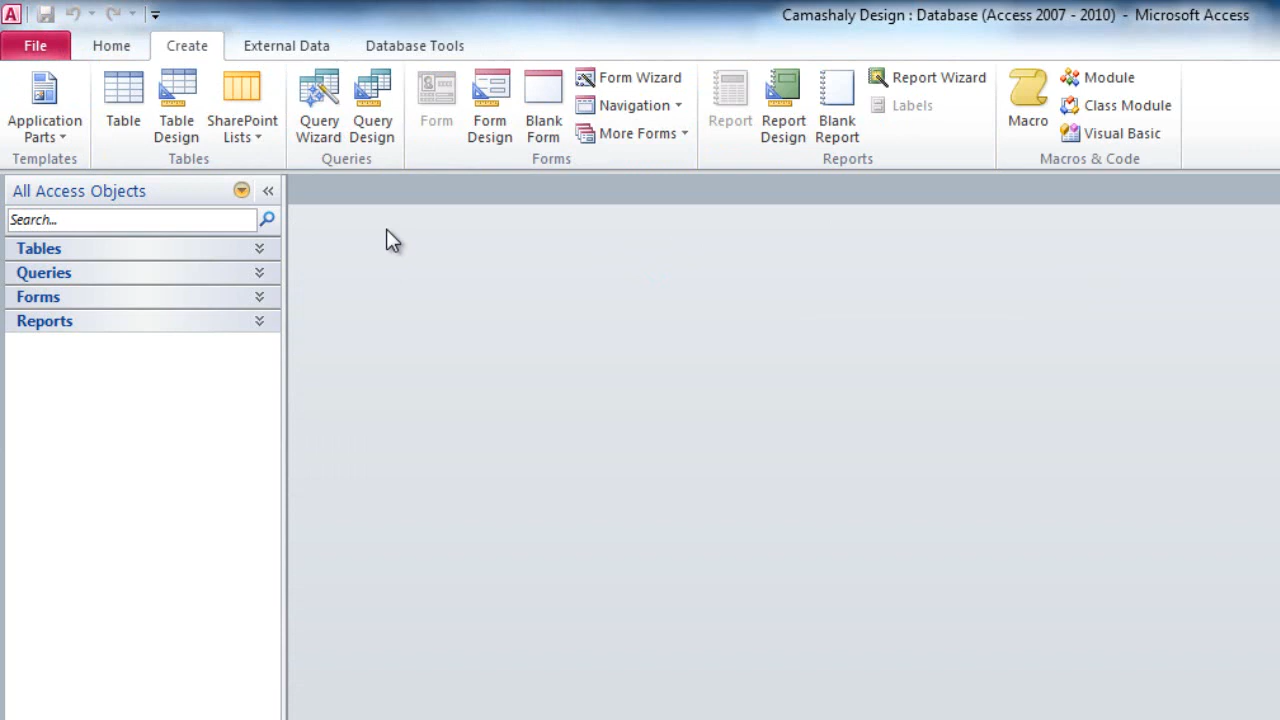 A
Camashaly Design : Database (Access 2007 - 2010) - Microsoft Access
File Home Create External Data Database Tools
Application Parts
Templates
Table
Table Design
SharePoint Lists
Tables
Query Wizard
Query Design
Queries
Form
Form Design
Blank Form
Form Wizard
Navigation
More Forms
Forms
Report
Report Design
Blank Report
Report Wizard
Labels
Reports
Macro
Module
Class Module
Visual Basic
Macros & Code
All Access Objects
Search...
Tables
Queries
Forms
Reports